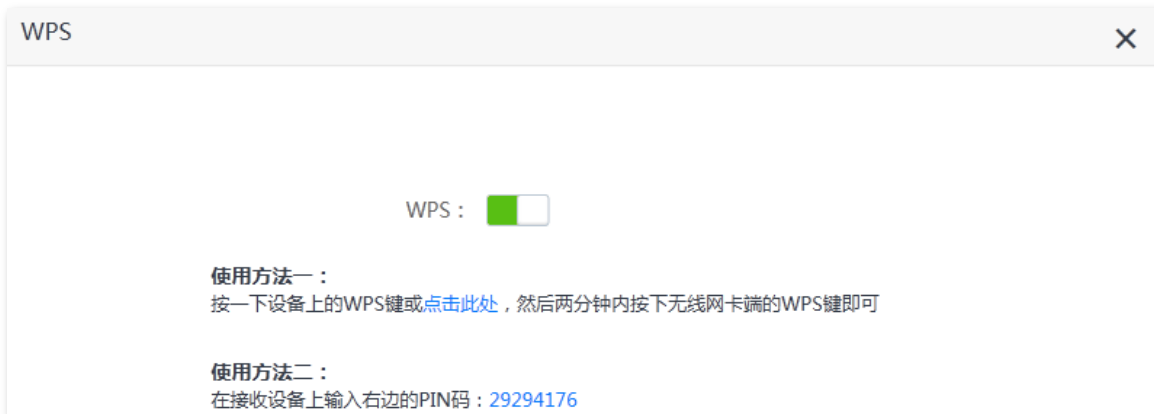 WPS
WPS：
使用方法一：
按一下设备上的WPS键或点击此处，然后两分钟内按下无线网卡端的WPS键即可
使用方法二：
在接收设备上输入右边的PIN码：29294176